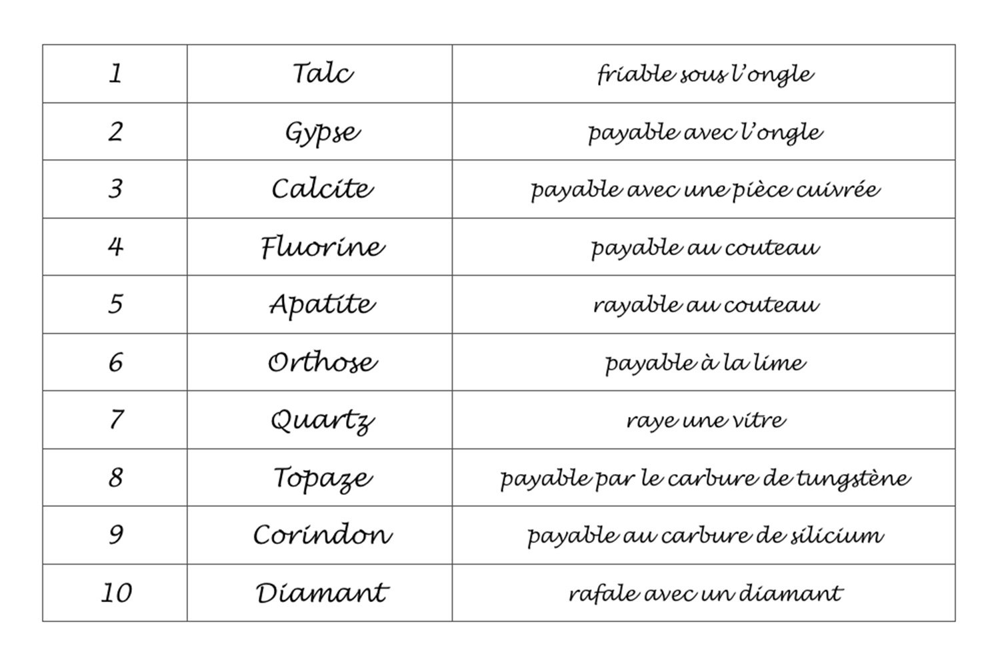 1 Talc friable sous l’ongle
2 Gypse payable avec l’ongle
3 Calcite payable avec une pièce cuivrée
4 Fluorine payable au couteau
5 Apatite rayable au couteau
6 Orthose payable à la lime
7 Quartz raye une vitre
8 Topaze payable par le carbure de tungstène
9 Corindon payable au carbure de silicium
10 Diamant rafale avec un diamant